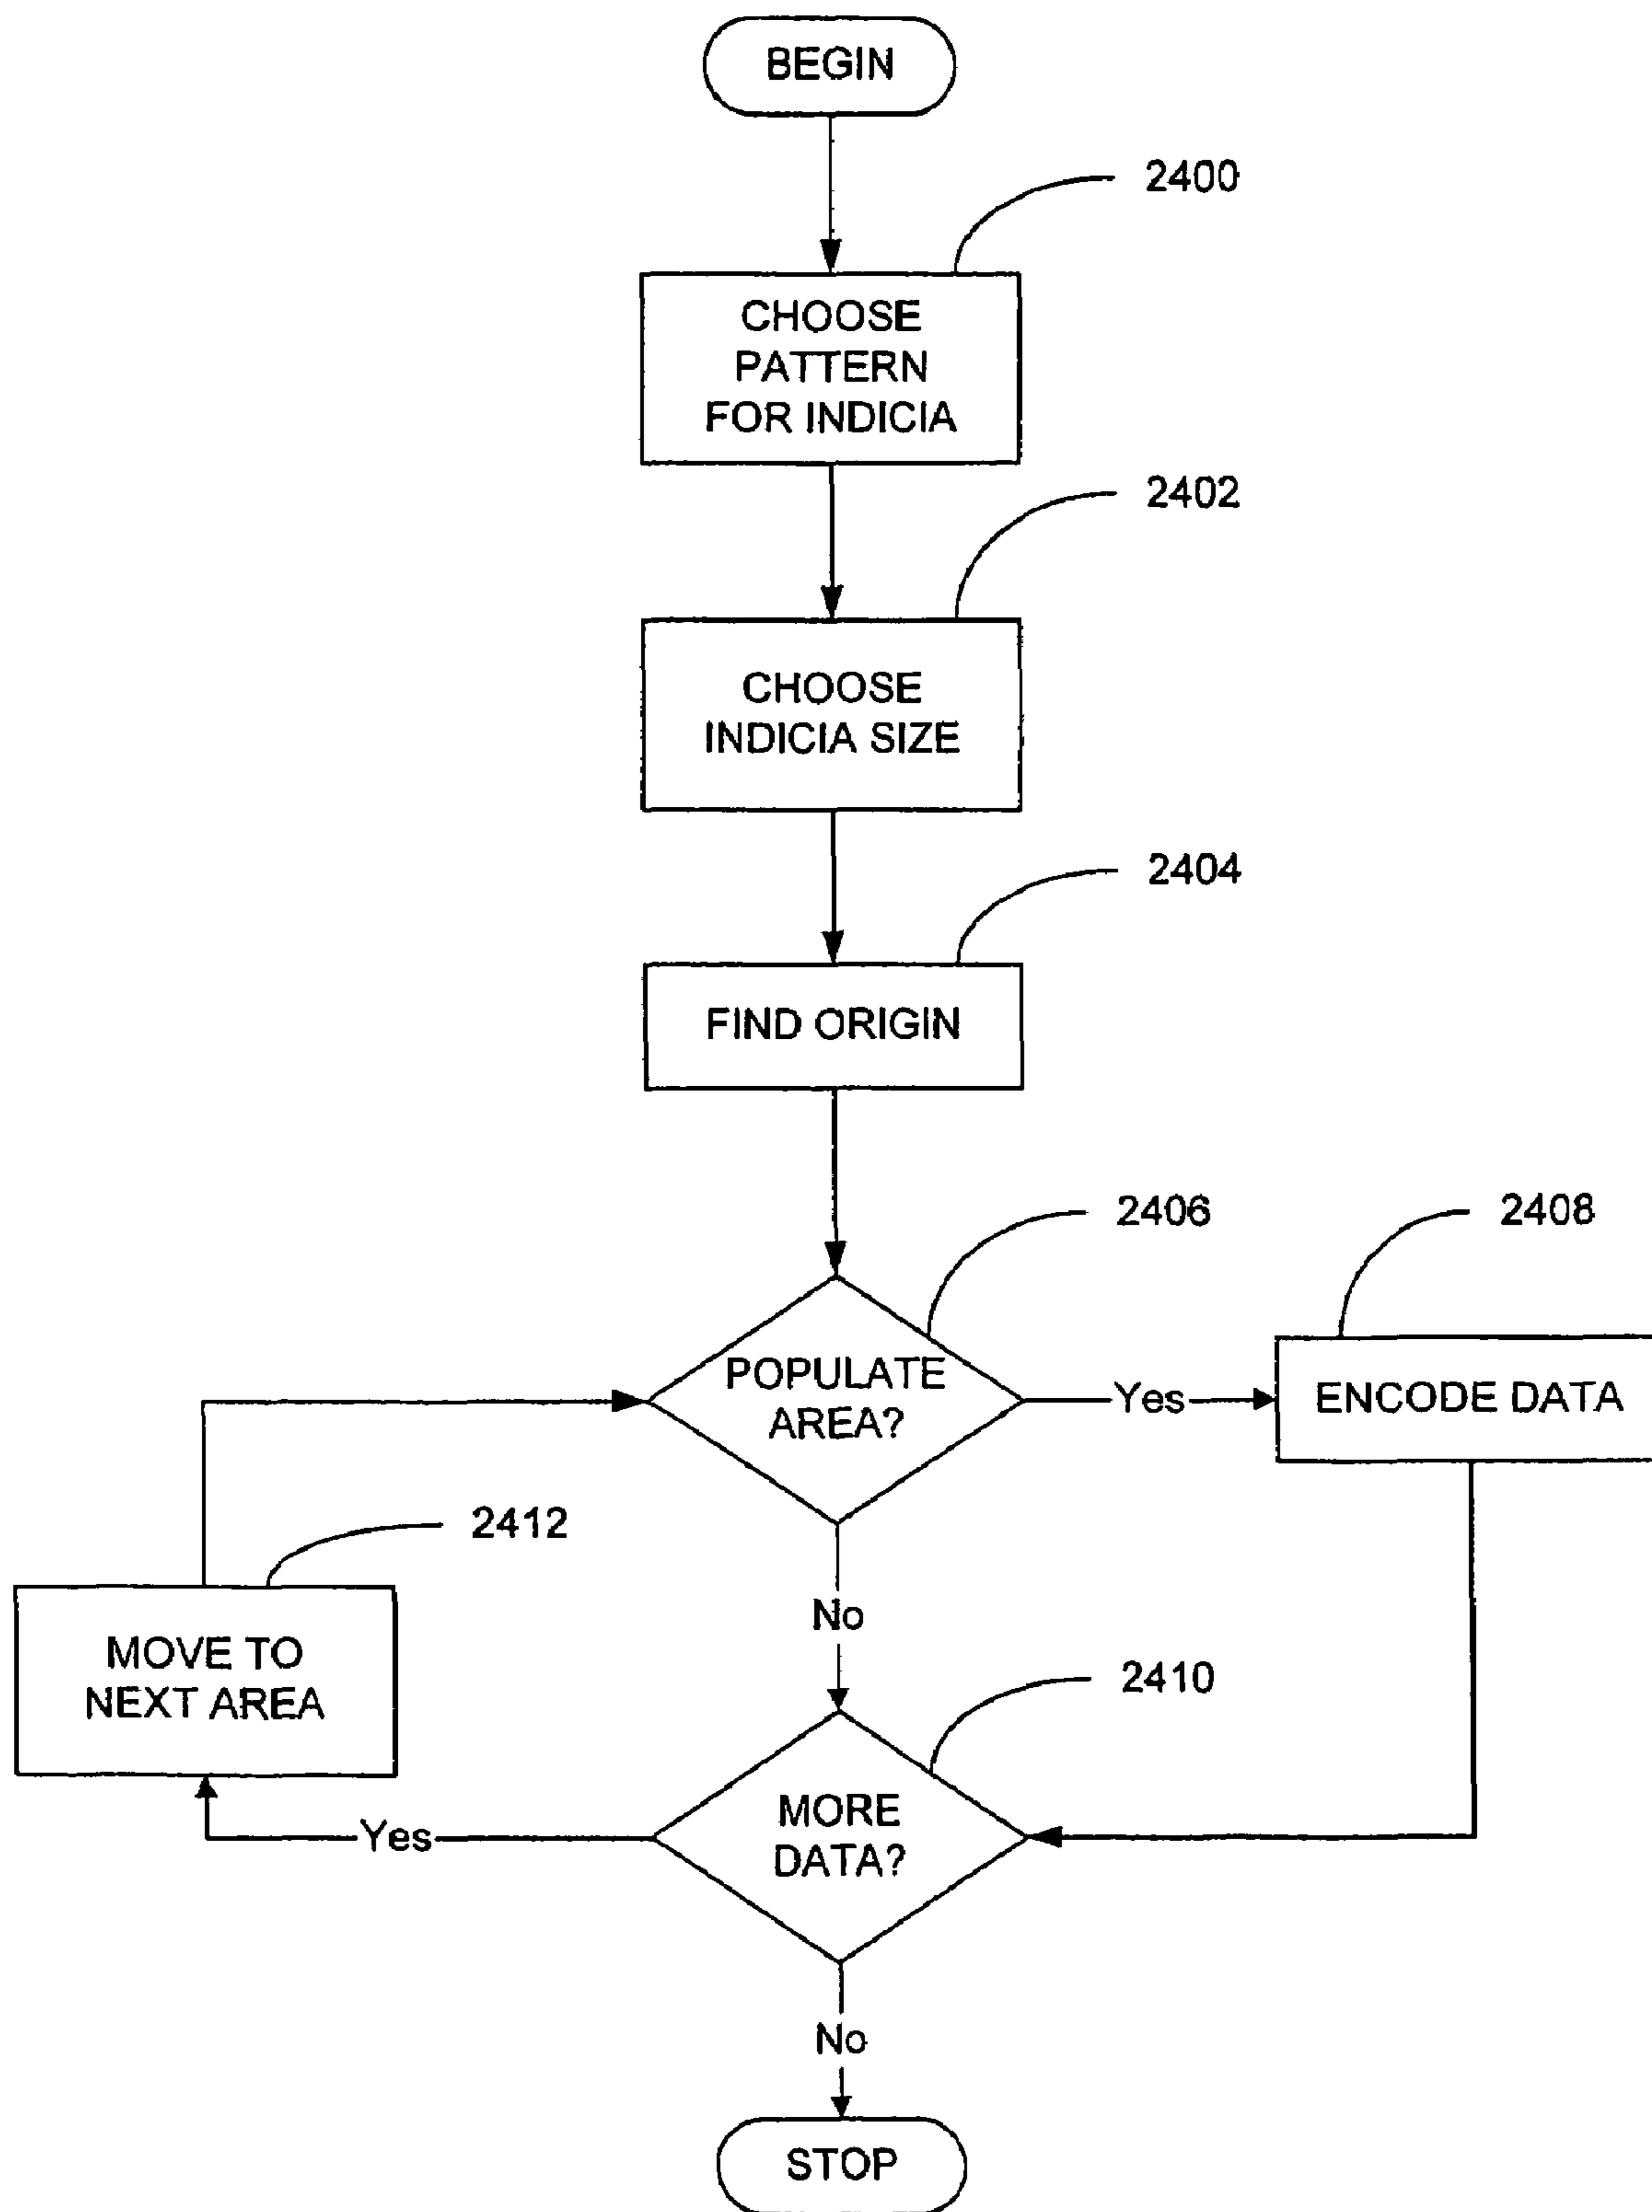 BEGIN
2400
CHOOSE
PATTERN
FOR INDICIA
2402
CHOOSE
INDICIA SIZE
2404
FIND ORIGIN
2406
2408
POPULATE
AREA?
Yes
ENCODE DATA
2412
No
MOVE TO
NEXT AREA
2410
MORE
DATA?
Yes
No
STOP